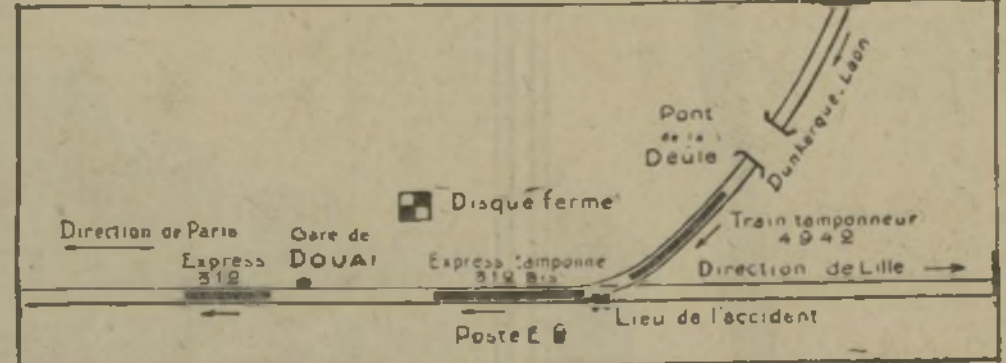 Pont
de la
Deûle
Dunkerque-Laon
Disque fermé
Train tamponneur
4942
Direction de Paris
Gare de
DOUAI
Express
312
Express tamponné
312 Bis
Direction de Lille
Lieu de l'accident
Poste E